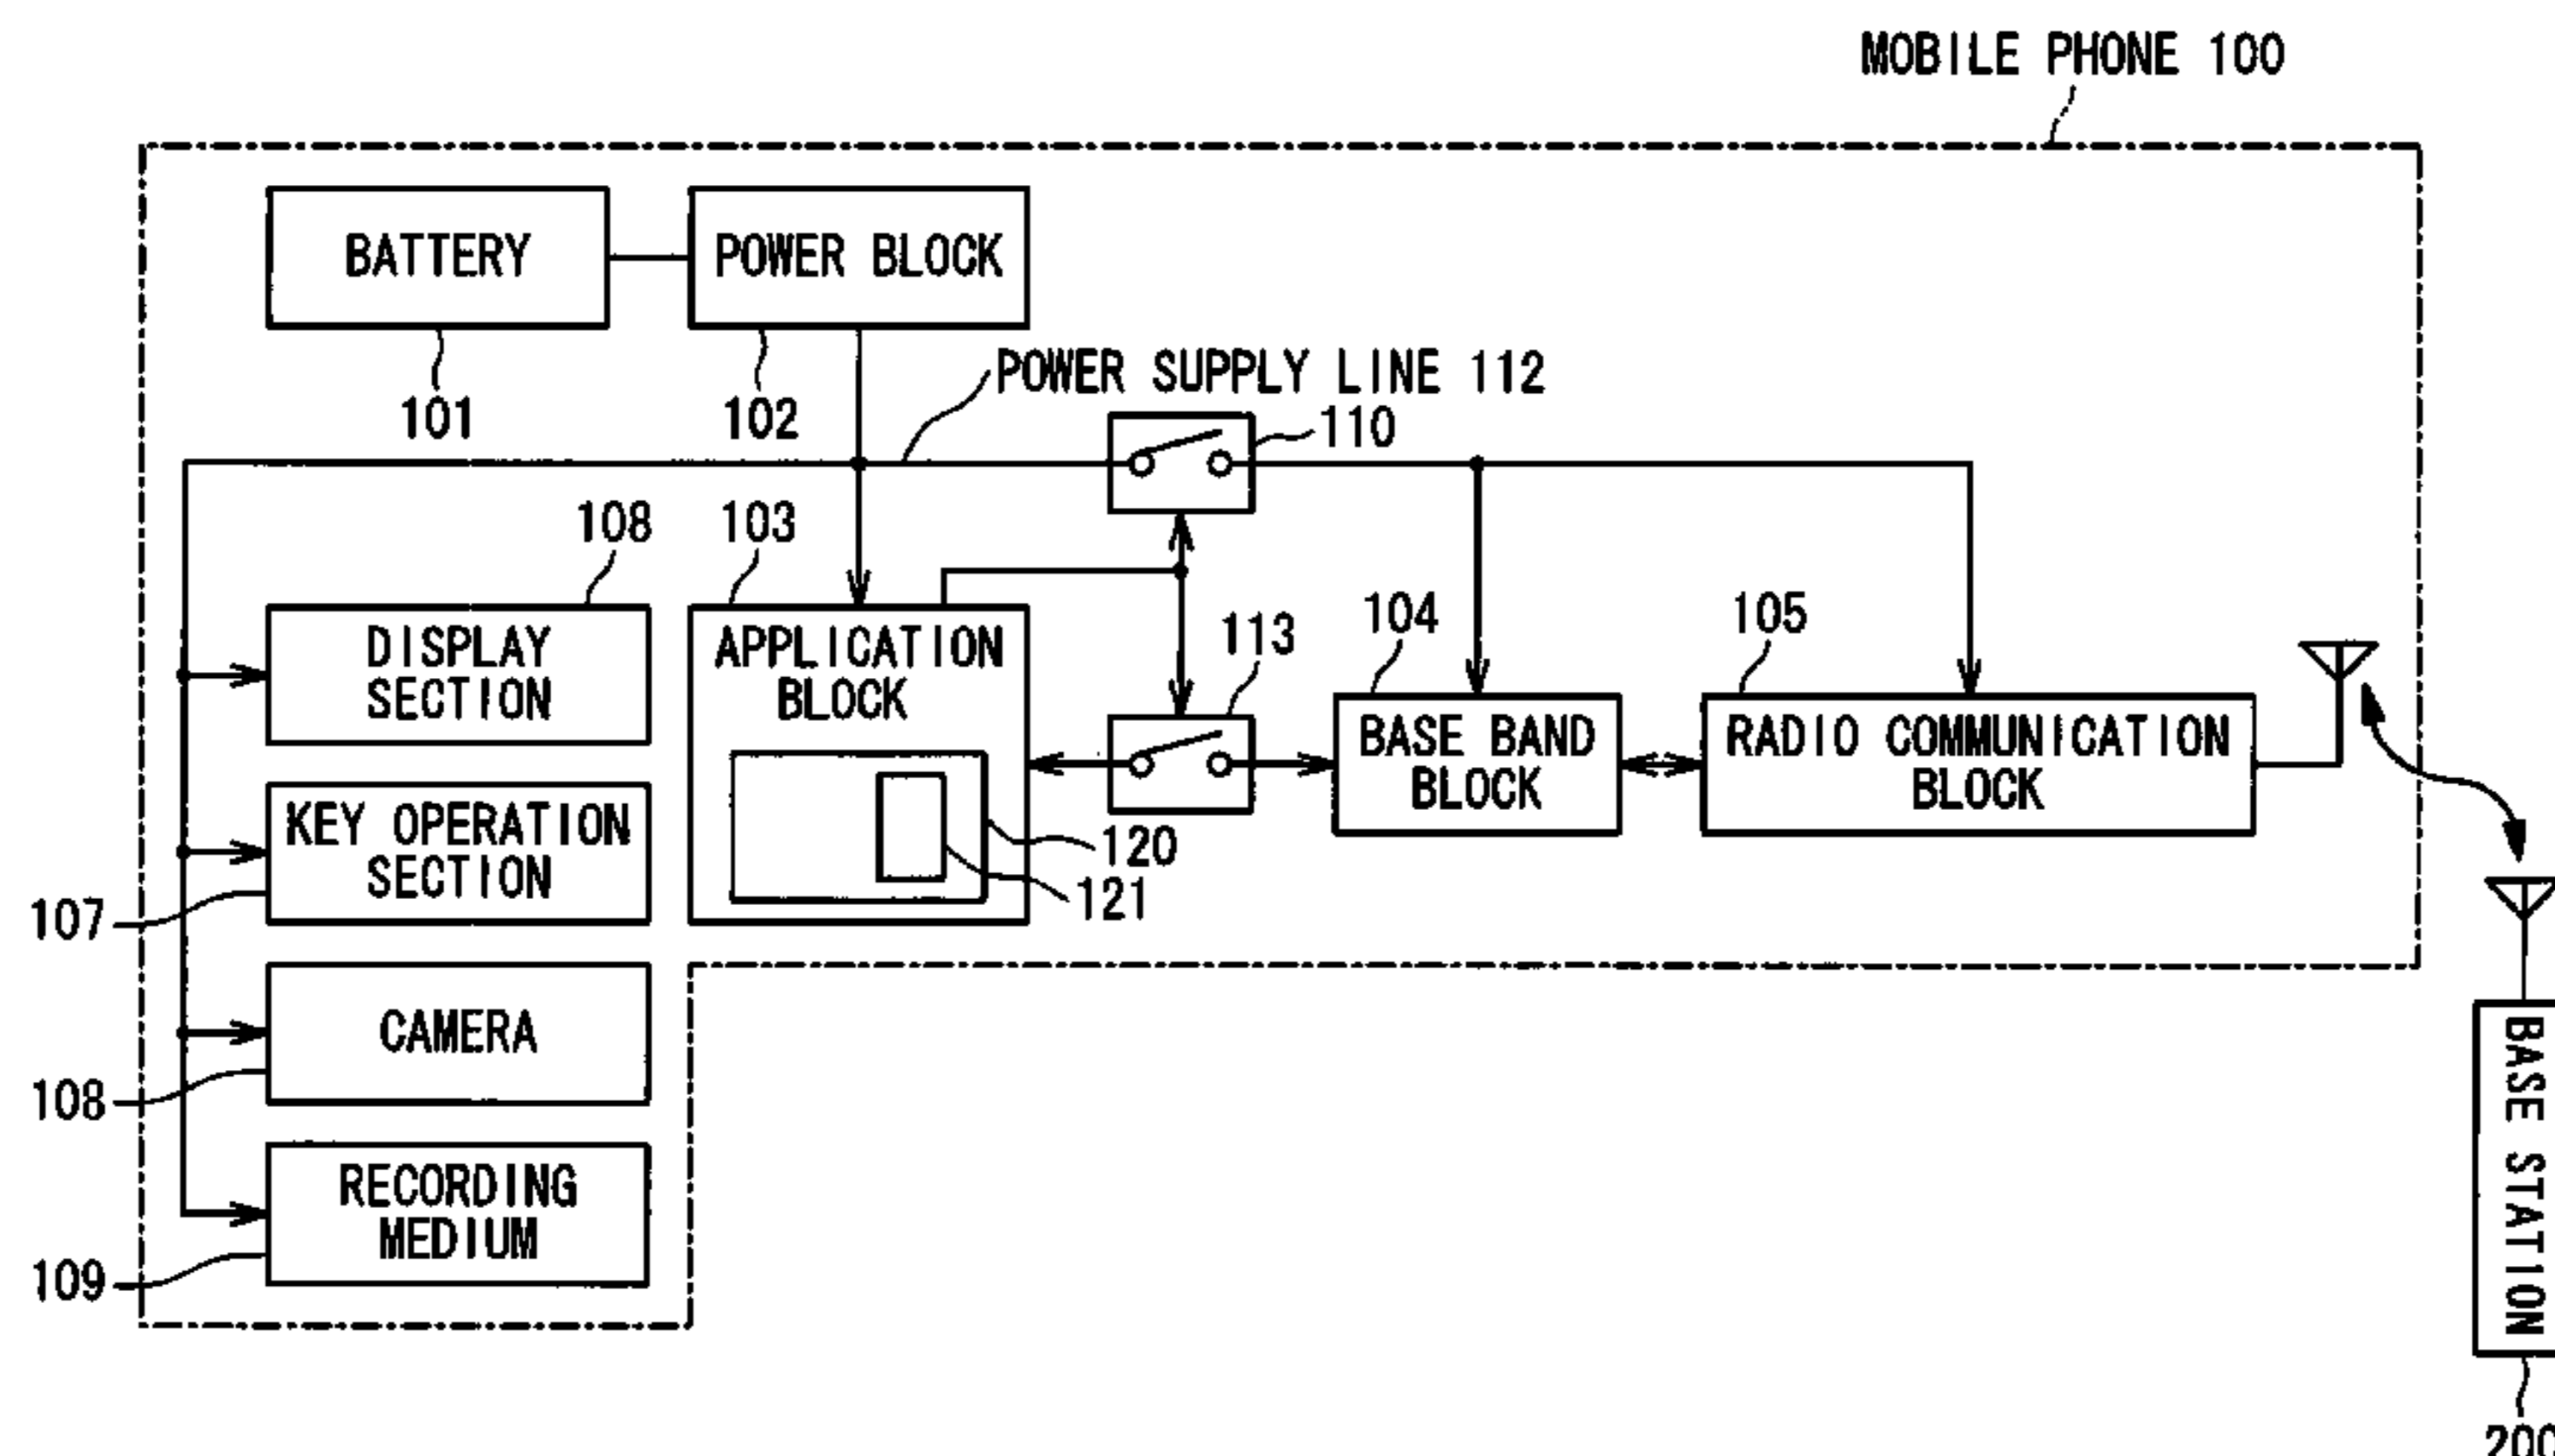 MOBILE PHONE 100
BATTERY
POWER BLOCK
101
102
POWER SUPPLY LINE 112
110
108
103
DISPLAY
SECTION
APPLICATION
BLOCK
113
104
105
BASE BAND
BLOCK
RADIO COMMUNICATION
BLOCK
KEY OPERATION
SECTION
120
121
107
CAMERA
108
RECORDING
MEDIUM
109
BASE STATION
200